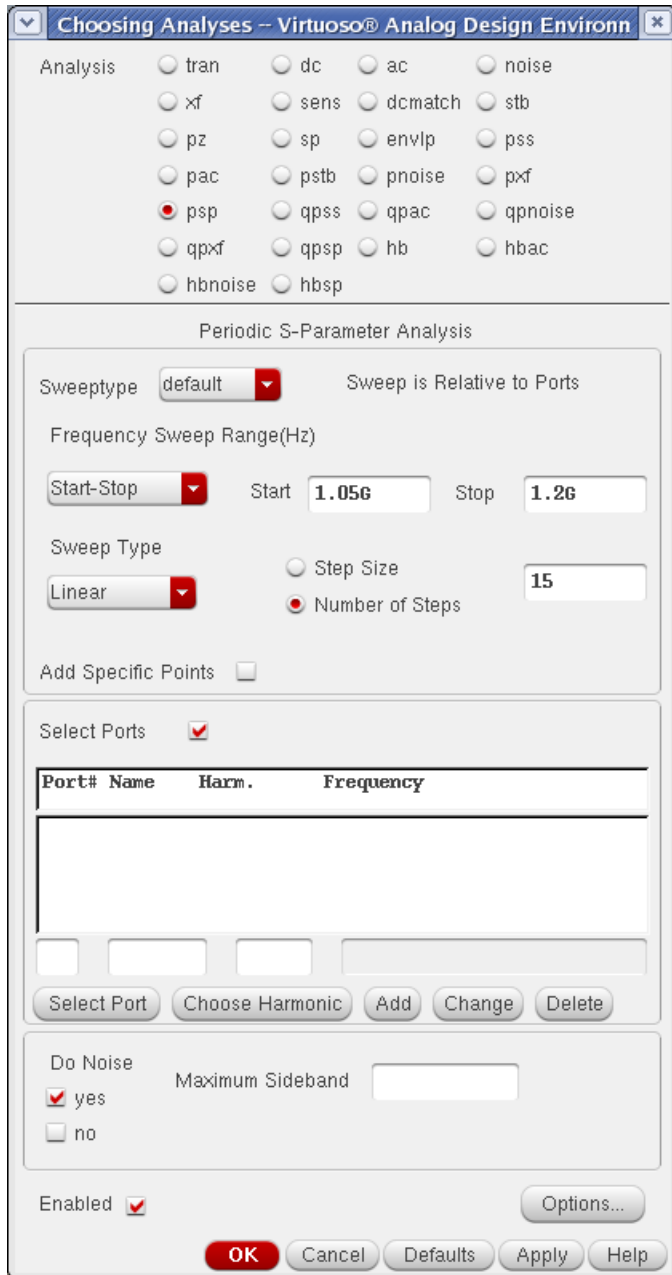 Choosing Analyses -- Virtuoso® Analog Design Environn
Analysis tran dc ac noise
xf sens dcmatch stb
pz sp envlp pss
pac pstb pnoise pxf
psp qpss qpac qpnoise
qpxf qpsp hb hbac
hbnoise hbsp
Periodic S-Parameter Analysis
Sweeptype default Sweep is Relative to Ports
Frequency Sweep Range(Hz)
Start-Stop Start 1.05G Stop 1.2G
Sweep Type
Linear
Step Size
Number of Steps
15
Add Specific Points
Select Ports
Port# Name Harm. Frequency
Select Port Choose Harmonic Add Change Delete
Do Noise
yes
no
Maximum Sideband
Enabled Options...
OK Cancel Defaults Apply Help